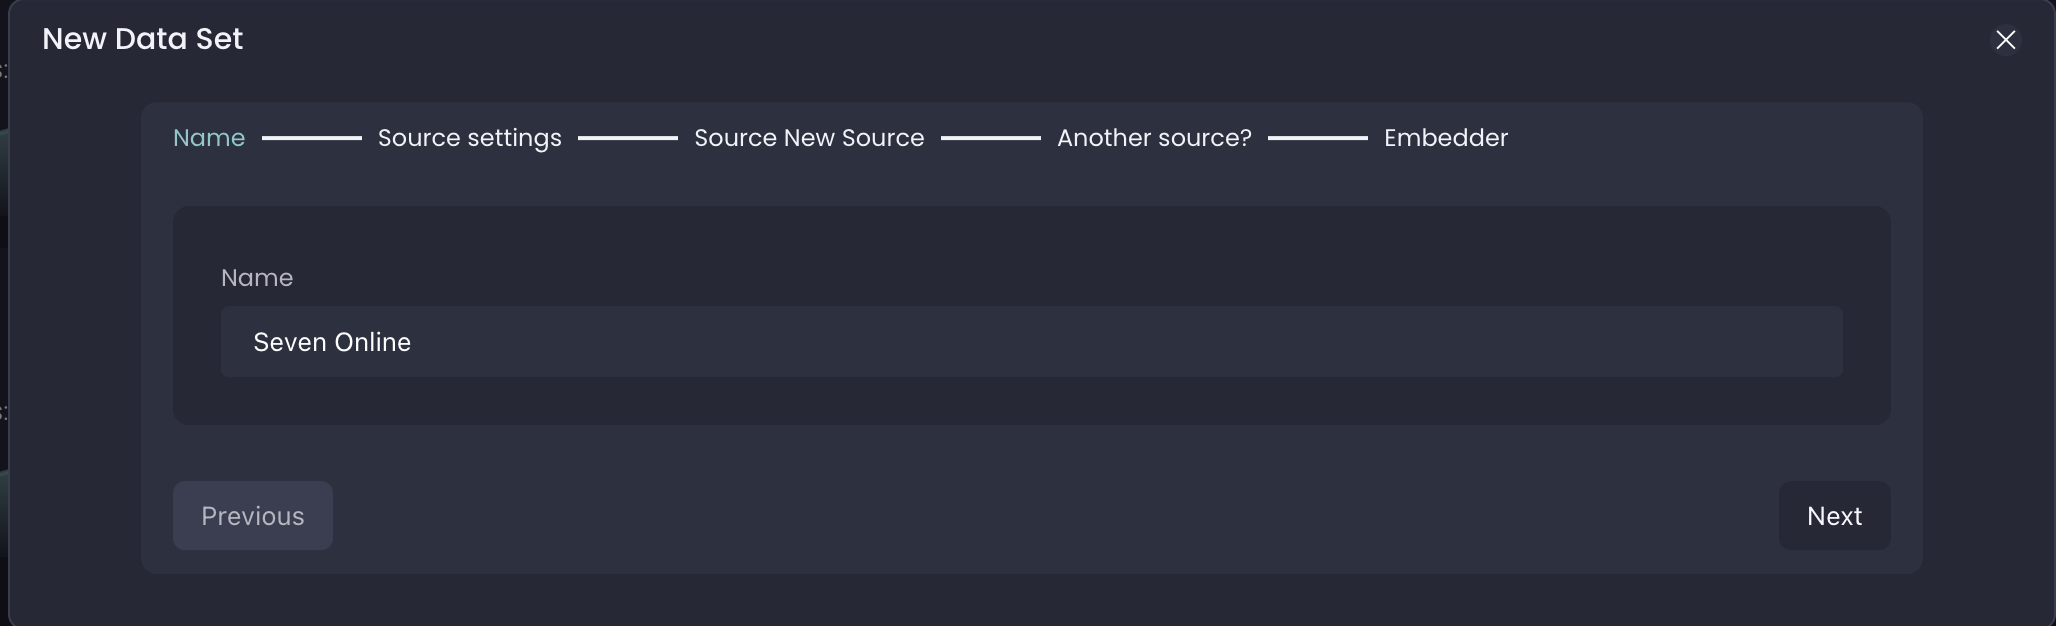 New Data Set
Name Source settings Source New Source Another source? Embedder
Name
Seven Online
Previous Next